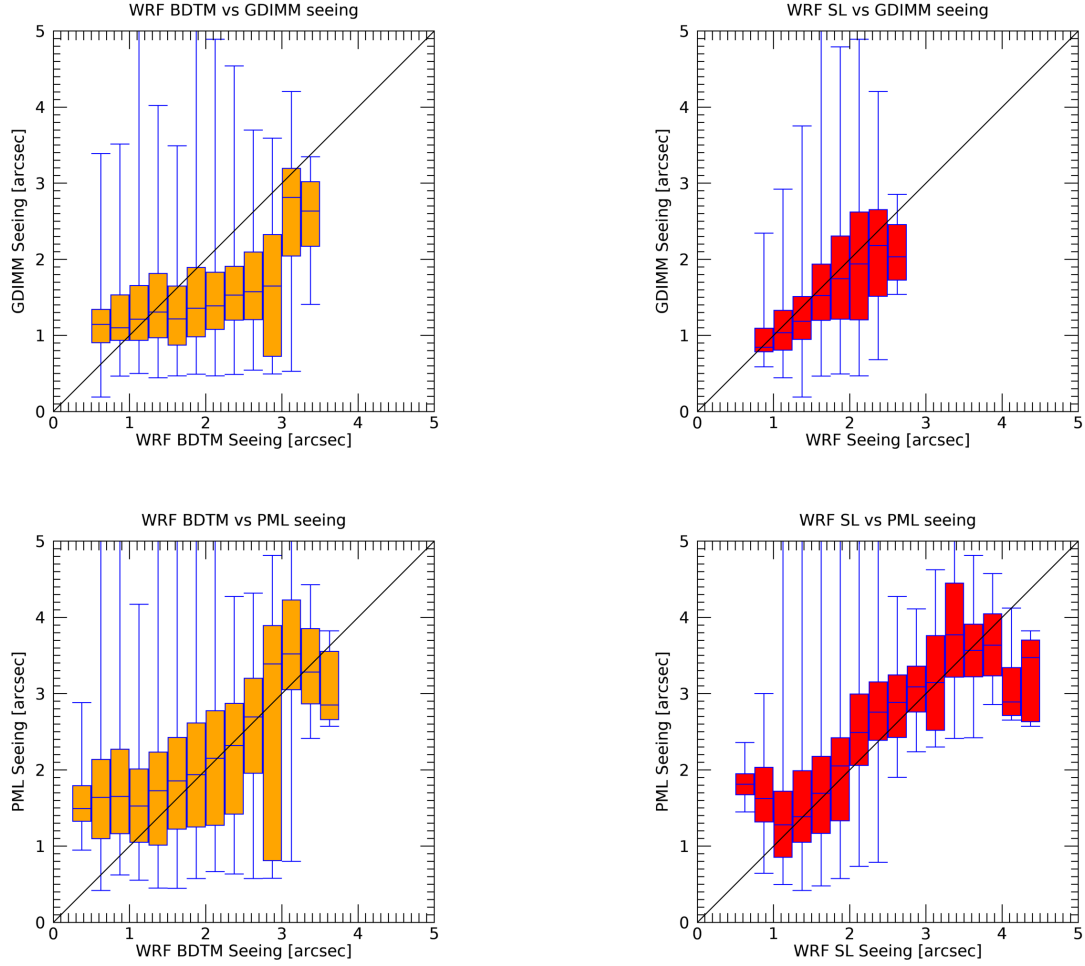 WRF BDTM vs GDIMM seeing
5
4
3
2
1
0
GDIMM Seeing [arcsec]
0 1 2 3 4 5
WRF BDTM Seeing [arcsec]
WRF SL vs GDIMM seeing
5
4
3
2
1
0
GDIMM Seeing [arcsec]
0 1 2 3 4 5
WRF Seeing [arcsec]
WRF BDTM vs PML seeing
5
4
3
2
1
0
PML Seeing [arcsec]
0 1 2 3 4 5
WRF BDTM Seeing [arcsec]
WRF SL vs PML seeing
5
4
3
2
1
0
PML Seeing [arcsec]
0 1 2 3 4 5
WRF SL Seeing [arcsec]